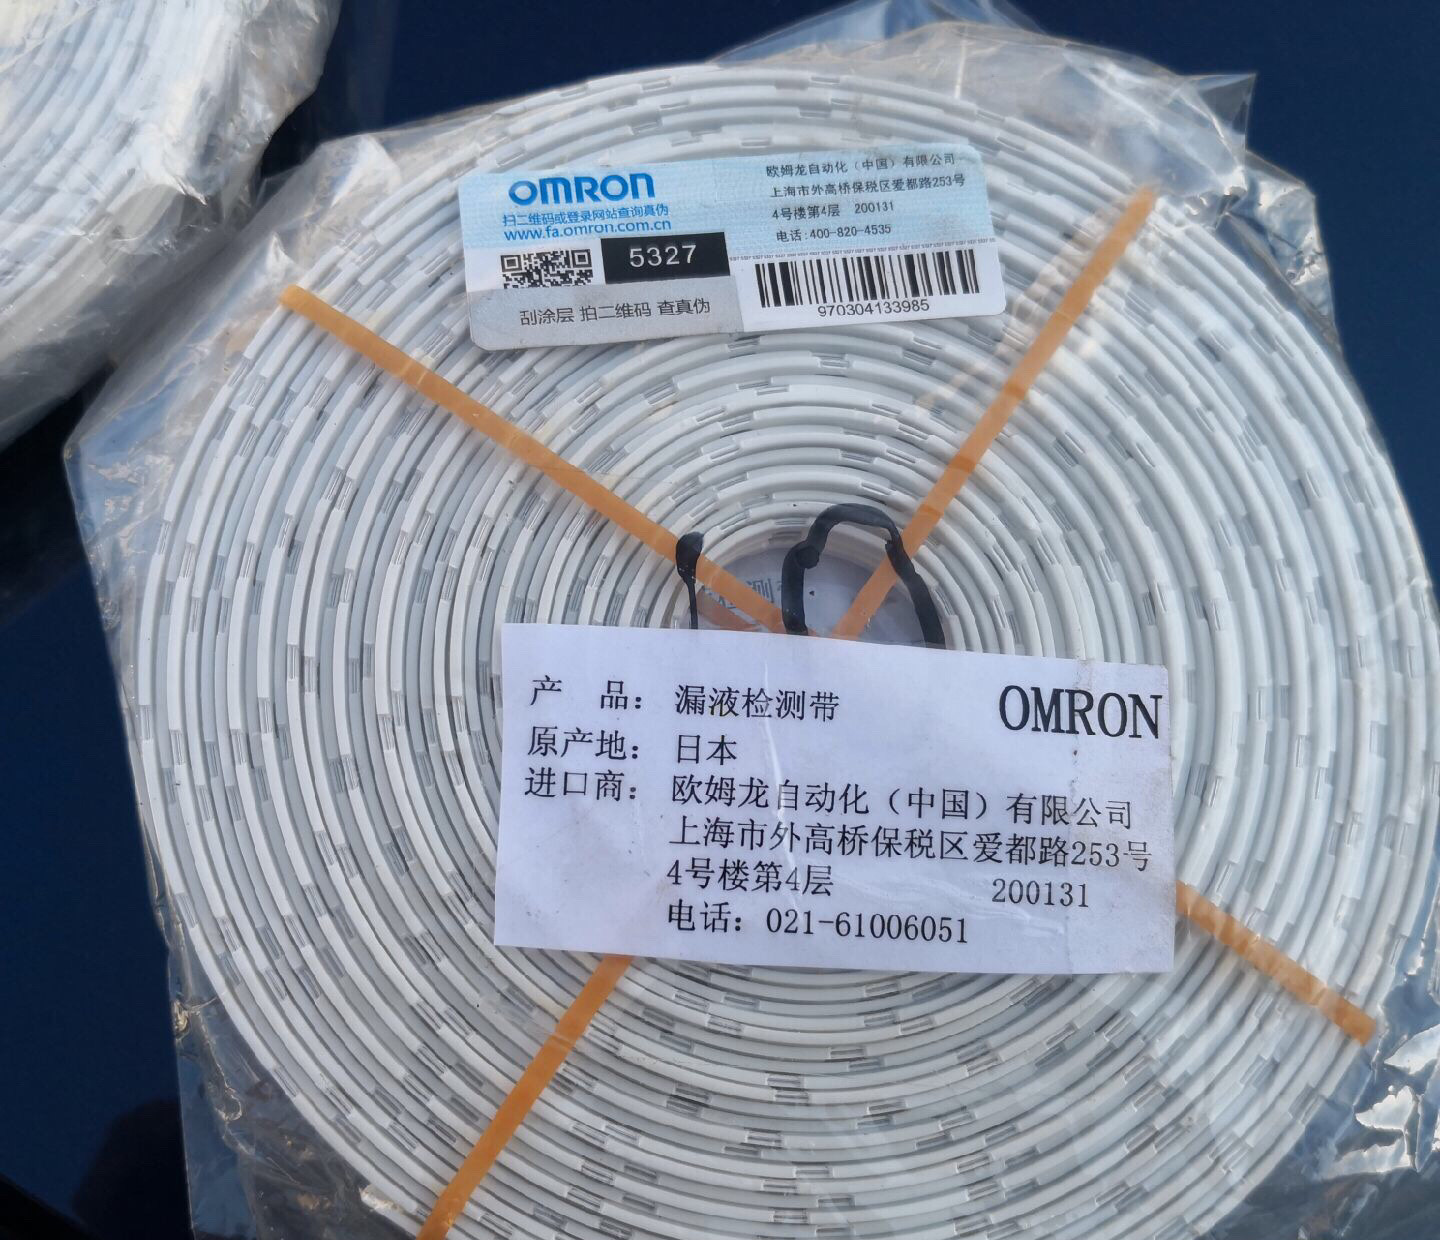 OMRON
扫二维码或登录网站查询真伪
www.fa.omron.com.cn
5327
刮涂层 拍二维码 查真伪
欧姆龙自动化（中国）有限公司
上海市外高桥保税区爱都路253号
4号楼第4层 200131
电话:400-820-4535
970304133985
产 品： 漏液检测带
OMRON
原产地： 日本
进口商： 欧姆龙自动化（中国）有限公司
上海市外高桥保税区爱都路253号
4号楼第4层 200131
电话：021-61006051